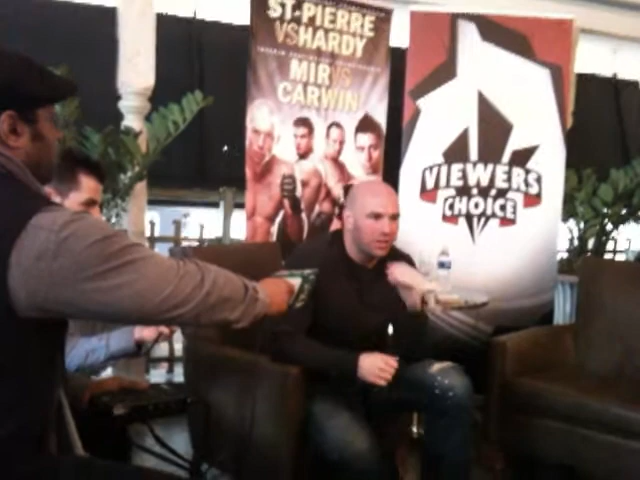 ST-PIERRE
VS HARDY
MIR VS
CARWIN
VIEWERS
CHOICE